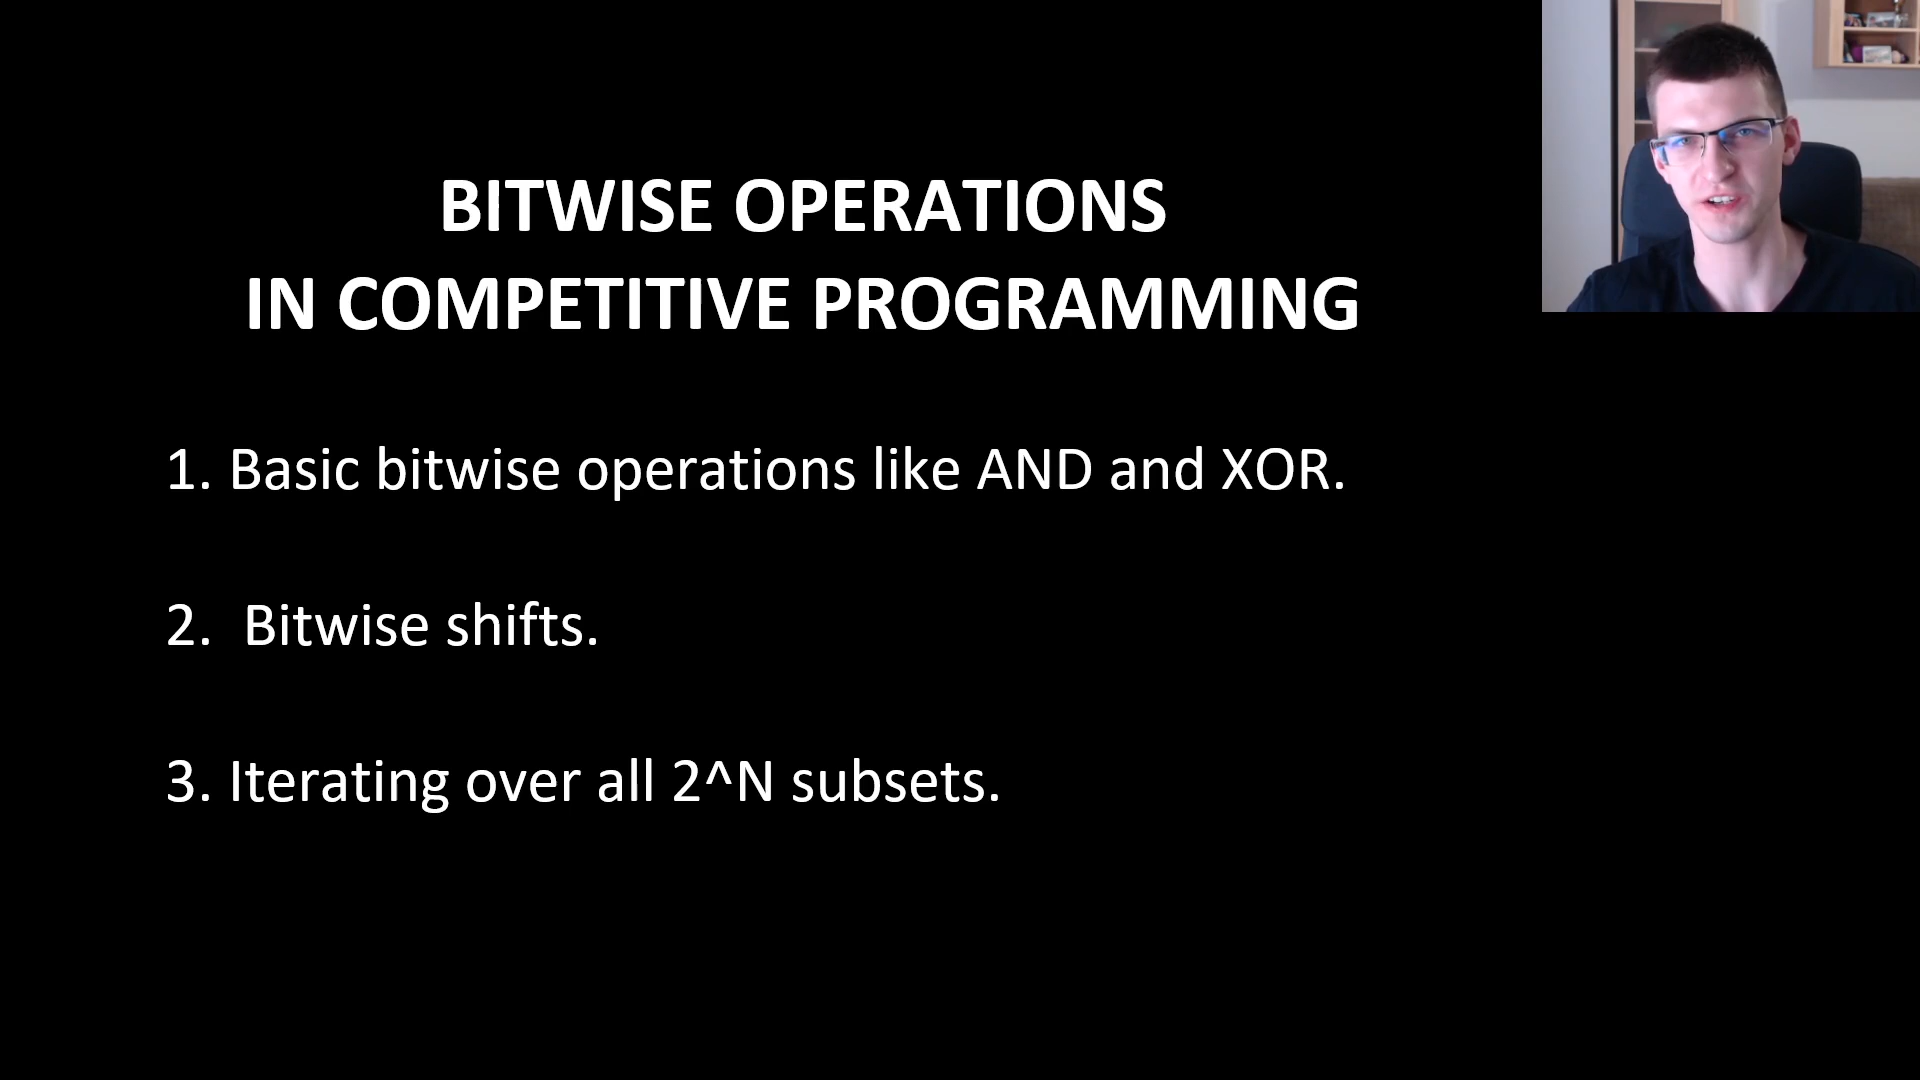 BITWISE OPERATIONS
IN COMPETITIVE PROGRAMMING
1. Basic bitwise operations like AND and XOR.
2. Bitwise shifts.
3. Iterating over all 2^N subsets.